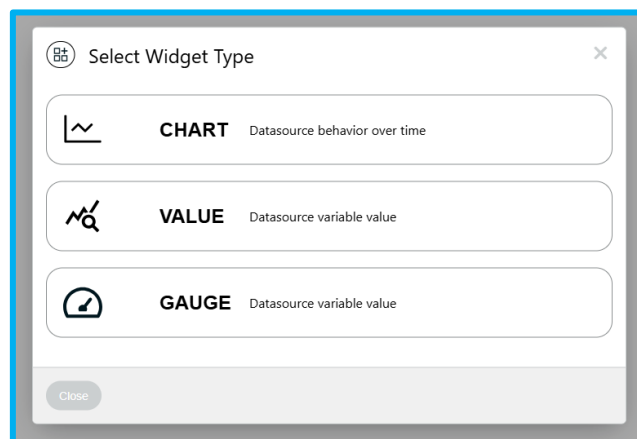 Select Widget Type
CHART Datasource behavior over time
VALUE Datasource variable value
GAUGE Datasource variable value
Close